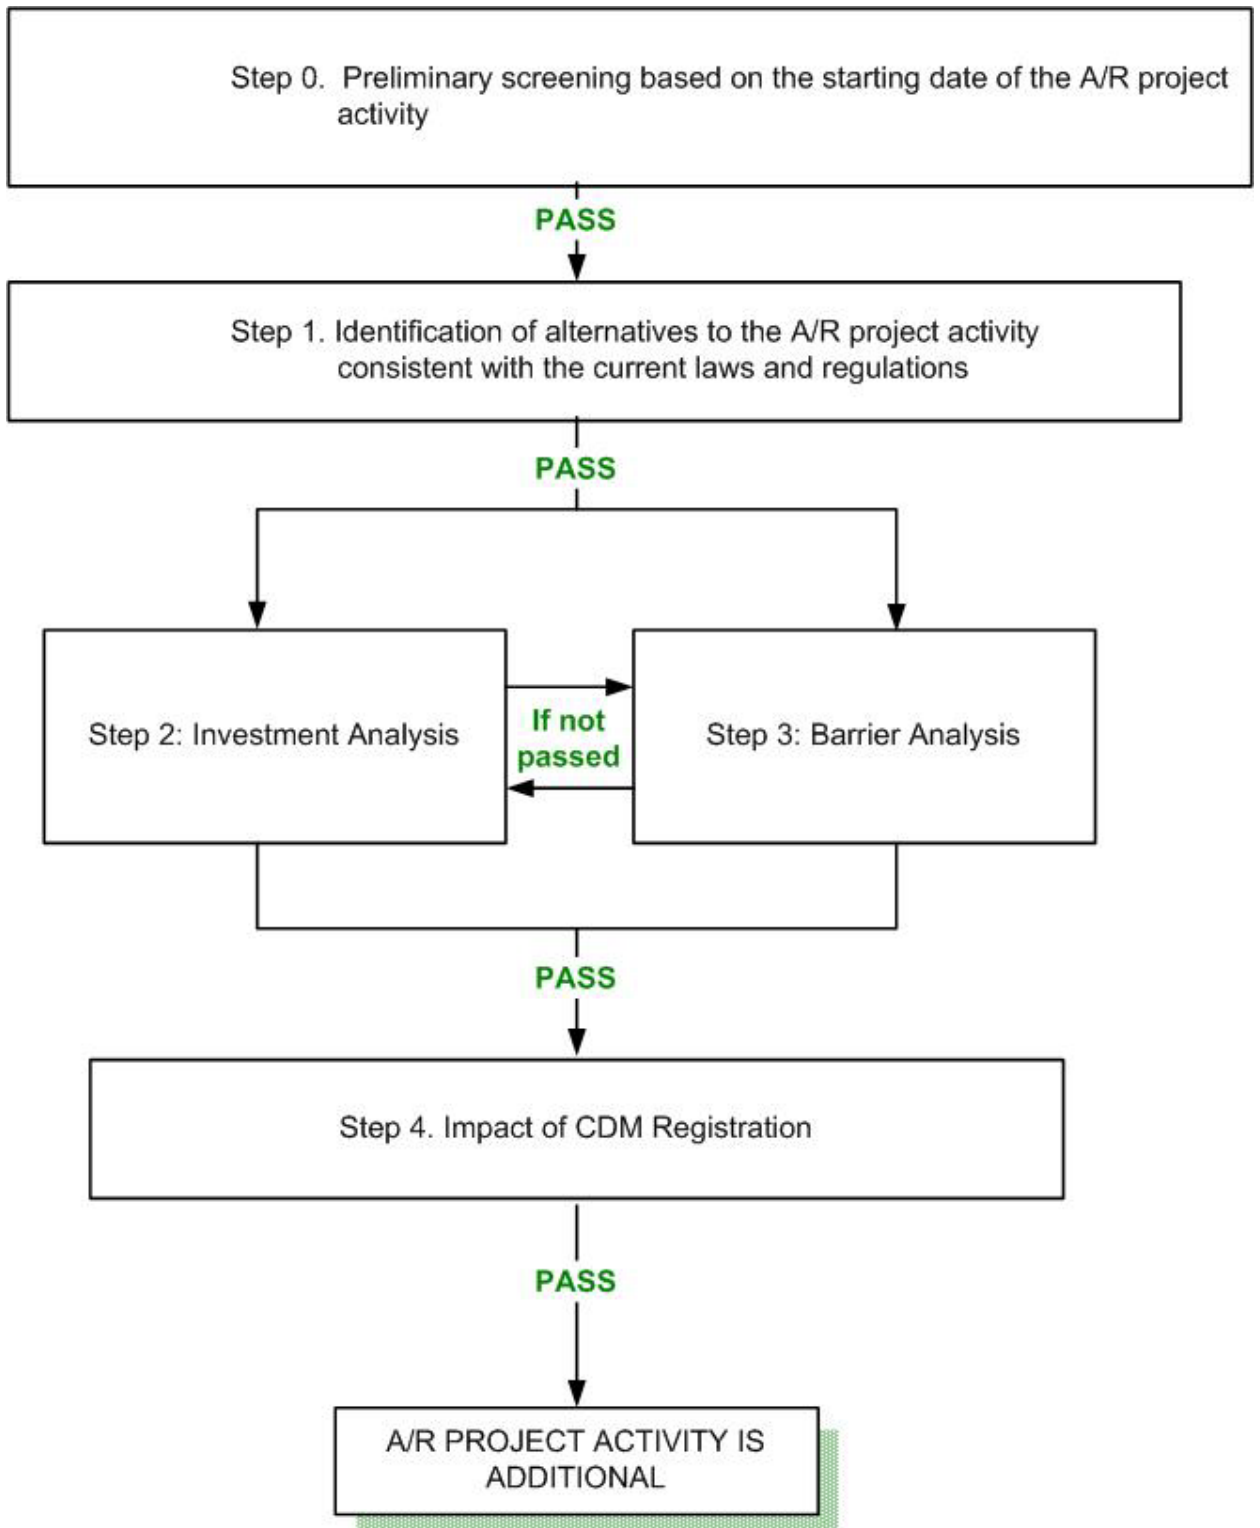 Step 0.  Preliminary screening based on the starting date of the A/R project
activity
PASS
Step 1. Identification of alternatives to the A/R project activity
consistent with the current laws and regulations
PASS
Step 2: Investment Analysis
If not
passed
Step 3: Barrier Analysis
PASS
Step 4. Impact of CDM Registration
PASS
A/R PROJECT ACTIVITY IS
ADDITIONAL